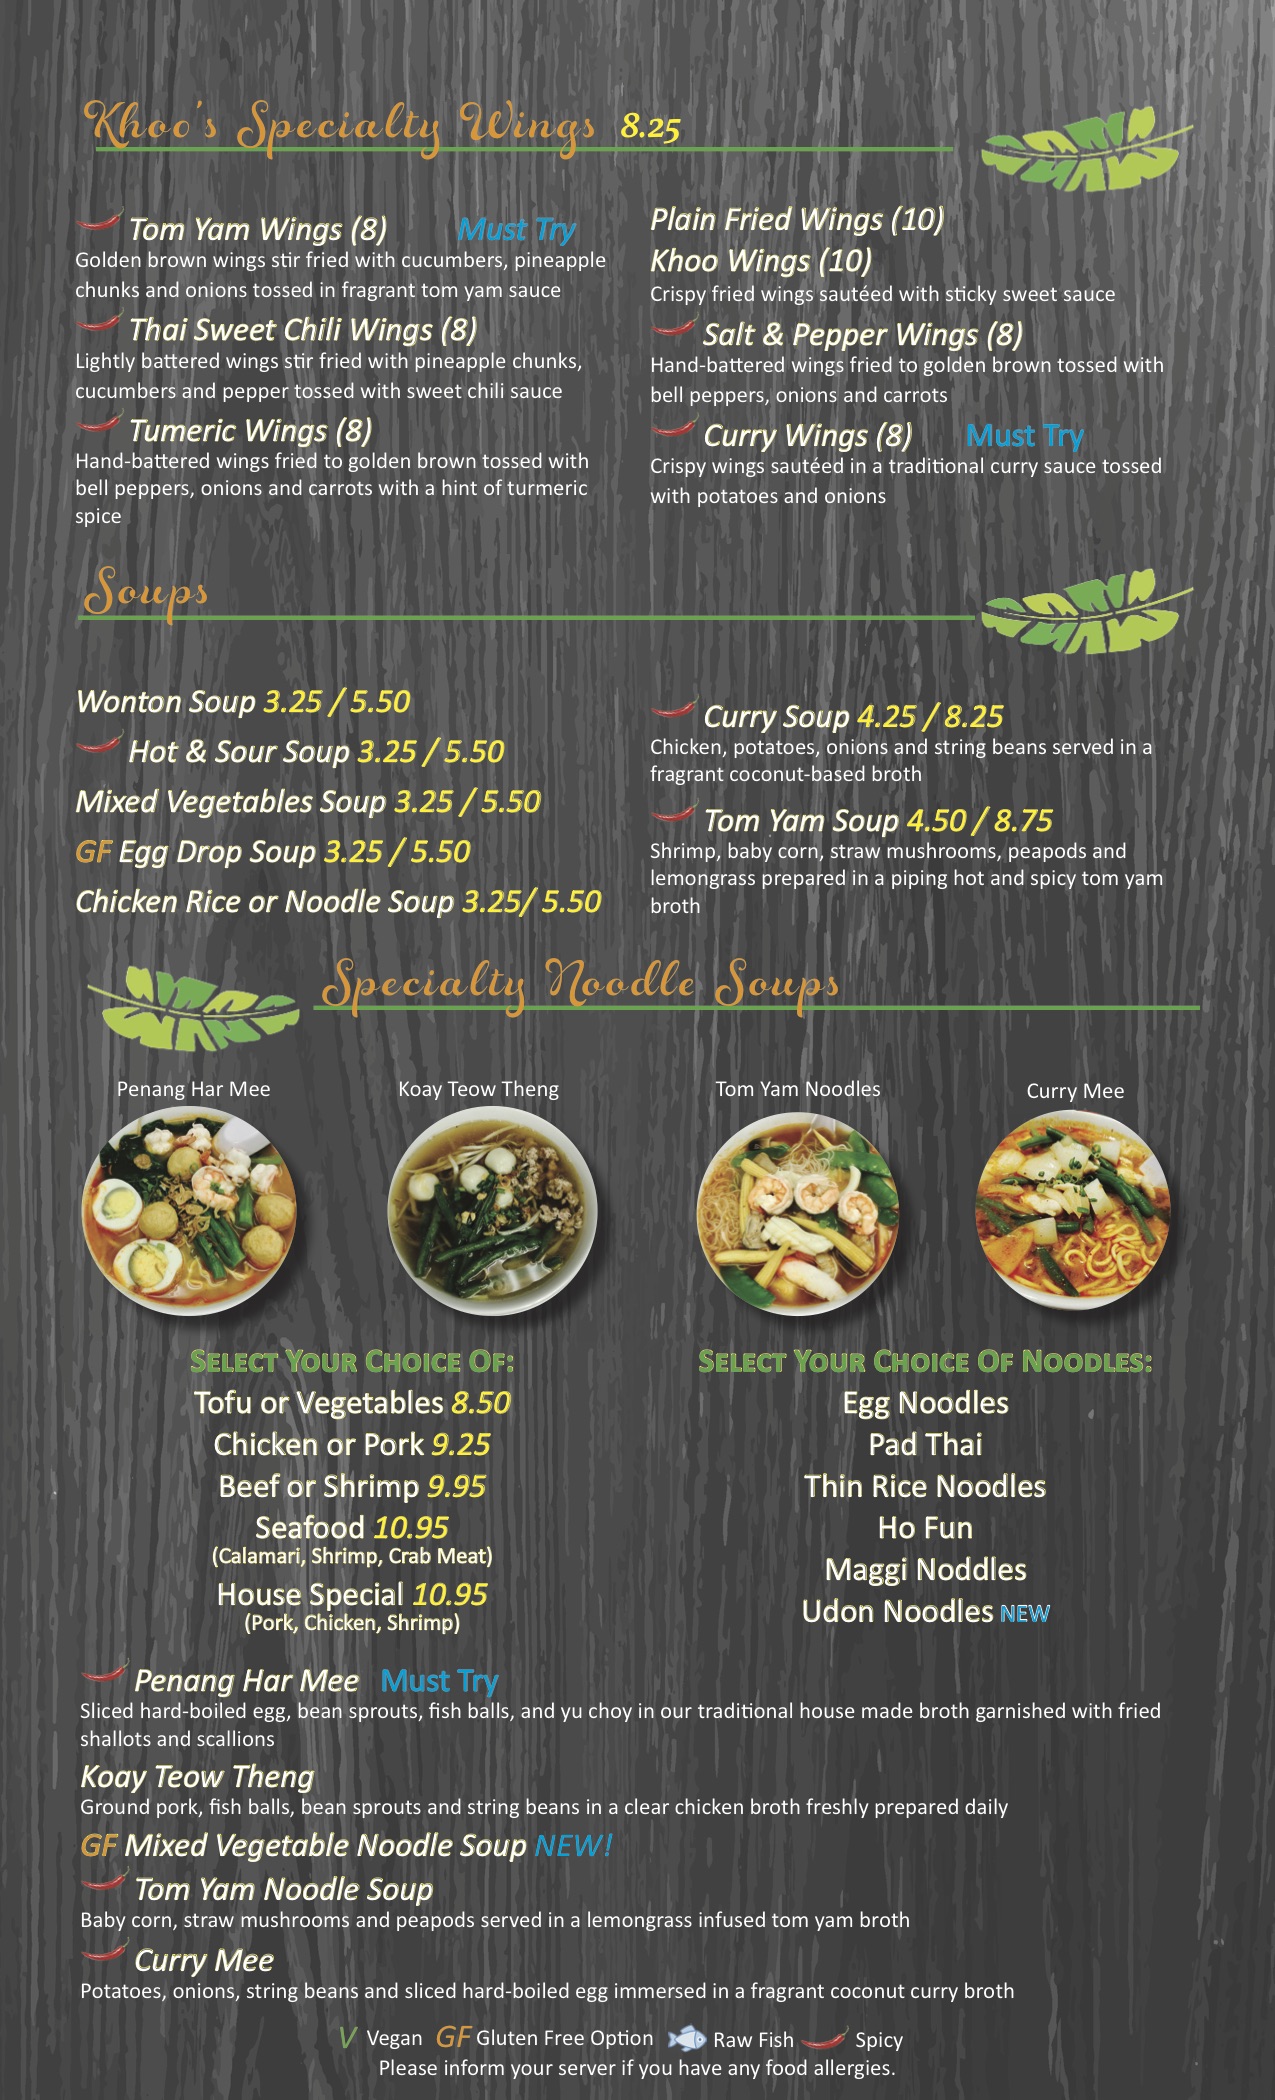 Khoo's Specialty Wings 8.25
Tom Yam Wings (8) Must Try
Golden brown wings stir fried with cucumbers, pineapple
chunks and onions tossed in fragrant tom yam sauce
Thai Sweet Chili Wings (8)
Lightly battered wings stir fried with pineapple chunks,
cucumbers and pepper tossed with sweet chili sauce
Tumeric Wings (8)
Hand-battered wings fried to golden brown tossed with
bell peppers, onions and carrots with a hint of turmeric
spice
Plain Fried Wings (10)
Khoo Wings (10)
Crispy fried wings sautéed with sticky sweet sauce
Salt & Pepper Wings (8)
Hand-battered wings fried to golden brown tossed with
bell peppers, onions and carrots
Curry Wings (8) Must Try
Crispy wings sautéed in a traditional curry sauce tossed
with potatoes and onions
Soups
Wonton Soup 3.25 / 5.50
Hot & Sour Soup 3.25 / 5.50
Mixed Vegetables Soup 3.25 / 5.50
GF Egg Drop Soup 3.25 / 5.50
Chicken Rice or Noodle Soup 3.25/ 5.50
Curry Soup 4.25 / 8.25
Chicken, potatoes, onions and string beans served in a
fragrant coconut-based broth
Tom Yam Soup 4.50 / 8.75
Shrimp, baby corn, straw mushrooms, peapods and
lemongrass prepared in a piping hot and spicy tom yam
broth
Specialty Noodle Soups
Penang Har Mee
Koay Teow Theng
Tom Yam Noodles
Curry Mee
Select Your Choice Of:
Tofu or Vegetables 8.50
Chicken or Pork 9.25
Beef or Shrimp 9.95
Seafood 10.95
(Calamari, Shrimp, Crab Meat)
House Special 10.95
(Pork, Chicken, Shrimp)
Select Your Choice Of Noodles:
Egg Noodles
Pad Thai
Thin Rice Noodles
Ho Fun
Maggi Noddles
Udon Noodles NEW
Penang Har Mee Must Try
Sliced hard-boiled egg, bean sprouts, fish balls, and yu choy in our traditional house made broth garnished with fried
shallots and scallions
Koay Teow Theng
Ground pork, fish balls, bean sprouts and string beans in a clear chicken broth freshly prepared daily
GF Mixed Vegetable Noodle Soup NEW!
Tom Yam Noodle Soup
Baby corn, straw mushrooms and peapods served in a lemongrass infused tom yam broth
Curry Mee
Potatoes, onions, string beans and sliced hard-boiled egg immersed in a fragrant coconut curry broth
V Vegan GF Gluten Free Option Raw Fish Spicy
Please inform your server if you have any food allergies.